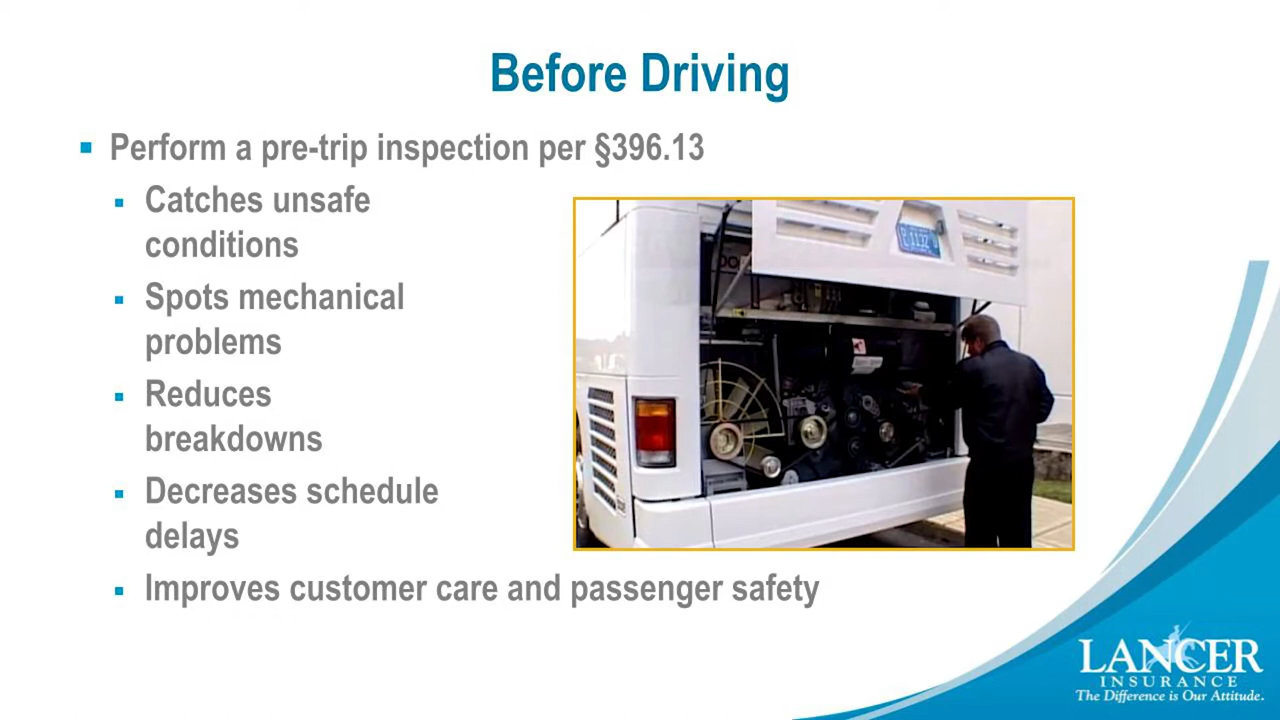 Before Driving
Perform a pre-trip inspection per §396.13
Catches unsafe
conditions
Spots mechanical
problems
Reduces
breakdowns
Decreases schedule
delays
Improves customer care and passenger safety
LANCER
INSURANCE
The Difference is Our Attitude.